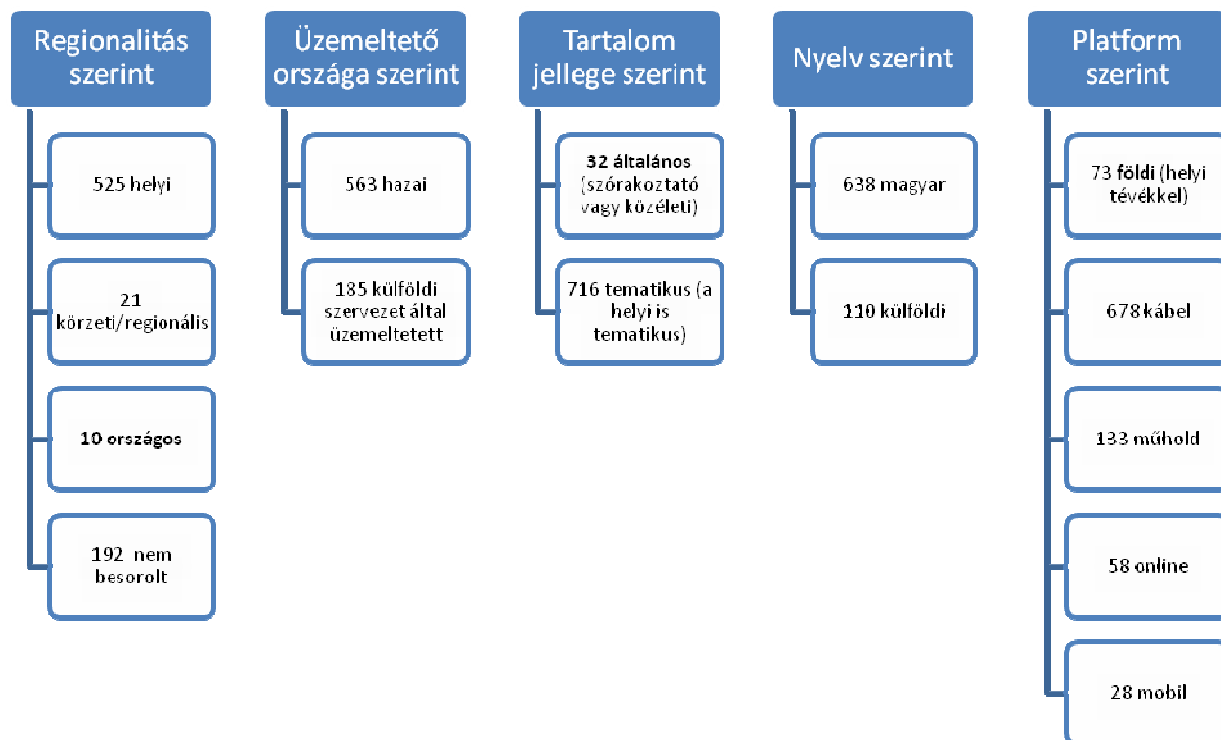 Regionalitás
szerint
525 helyi
21
körzeti/regionális
10 országos
192 nem
besorolt
Üzemeltető
országa szerint
563 hazai
185 külföldi
szervezet által
üzemeltetett
Tartalom
jellege szerint
32 általános
(szórakoztató
vagy közéleti)
716 tematikus (a
helyi is
tematikus)
Nyelv szerint
638 magyar
110 külföldi
Platform
szerint
73 földi (helyi
tévékkel)
678 kábel
133 műhold
58 online
28 mobil